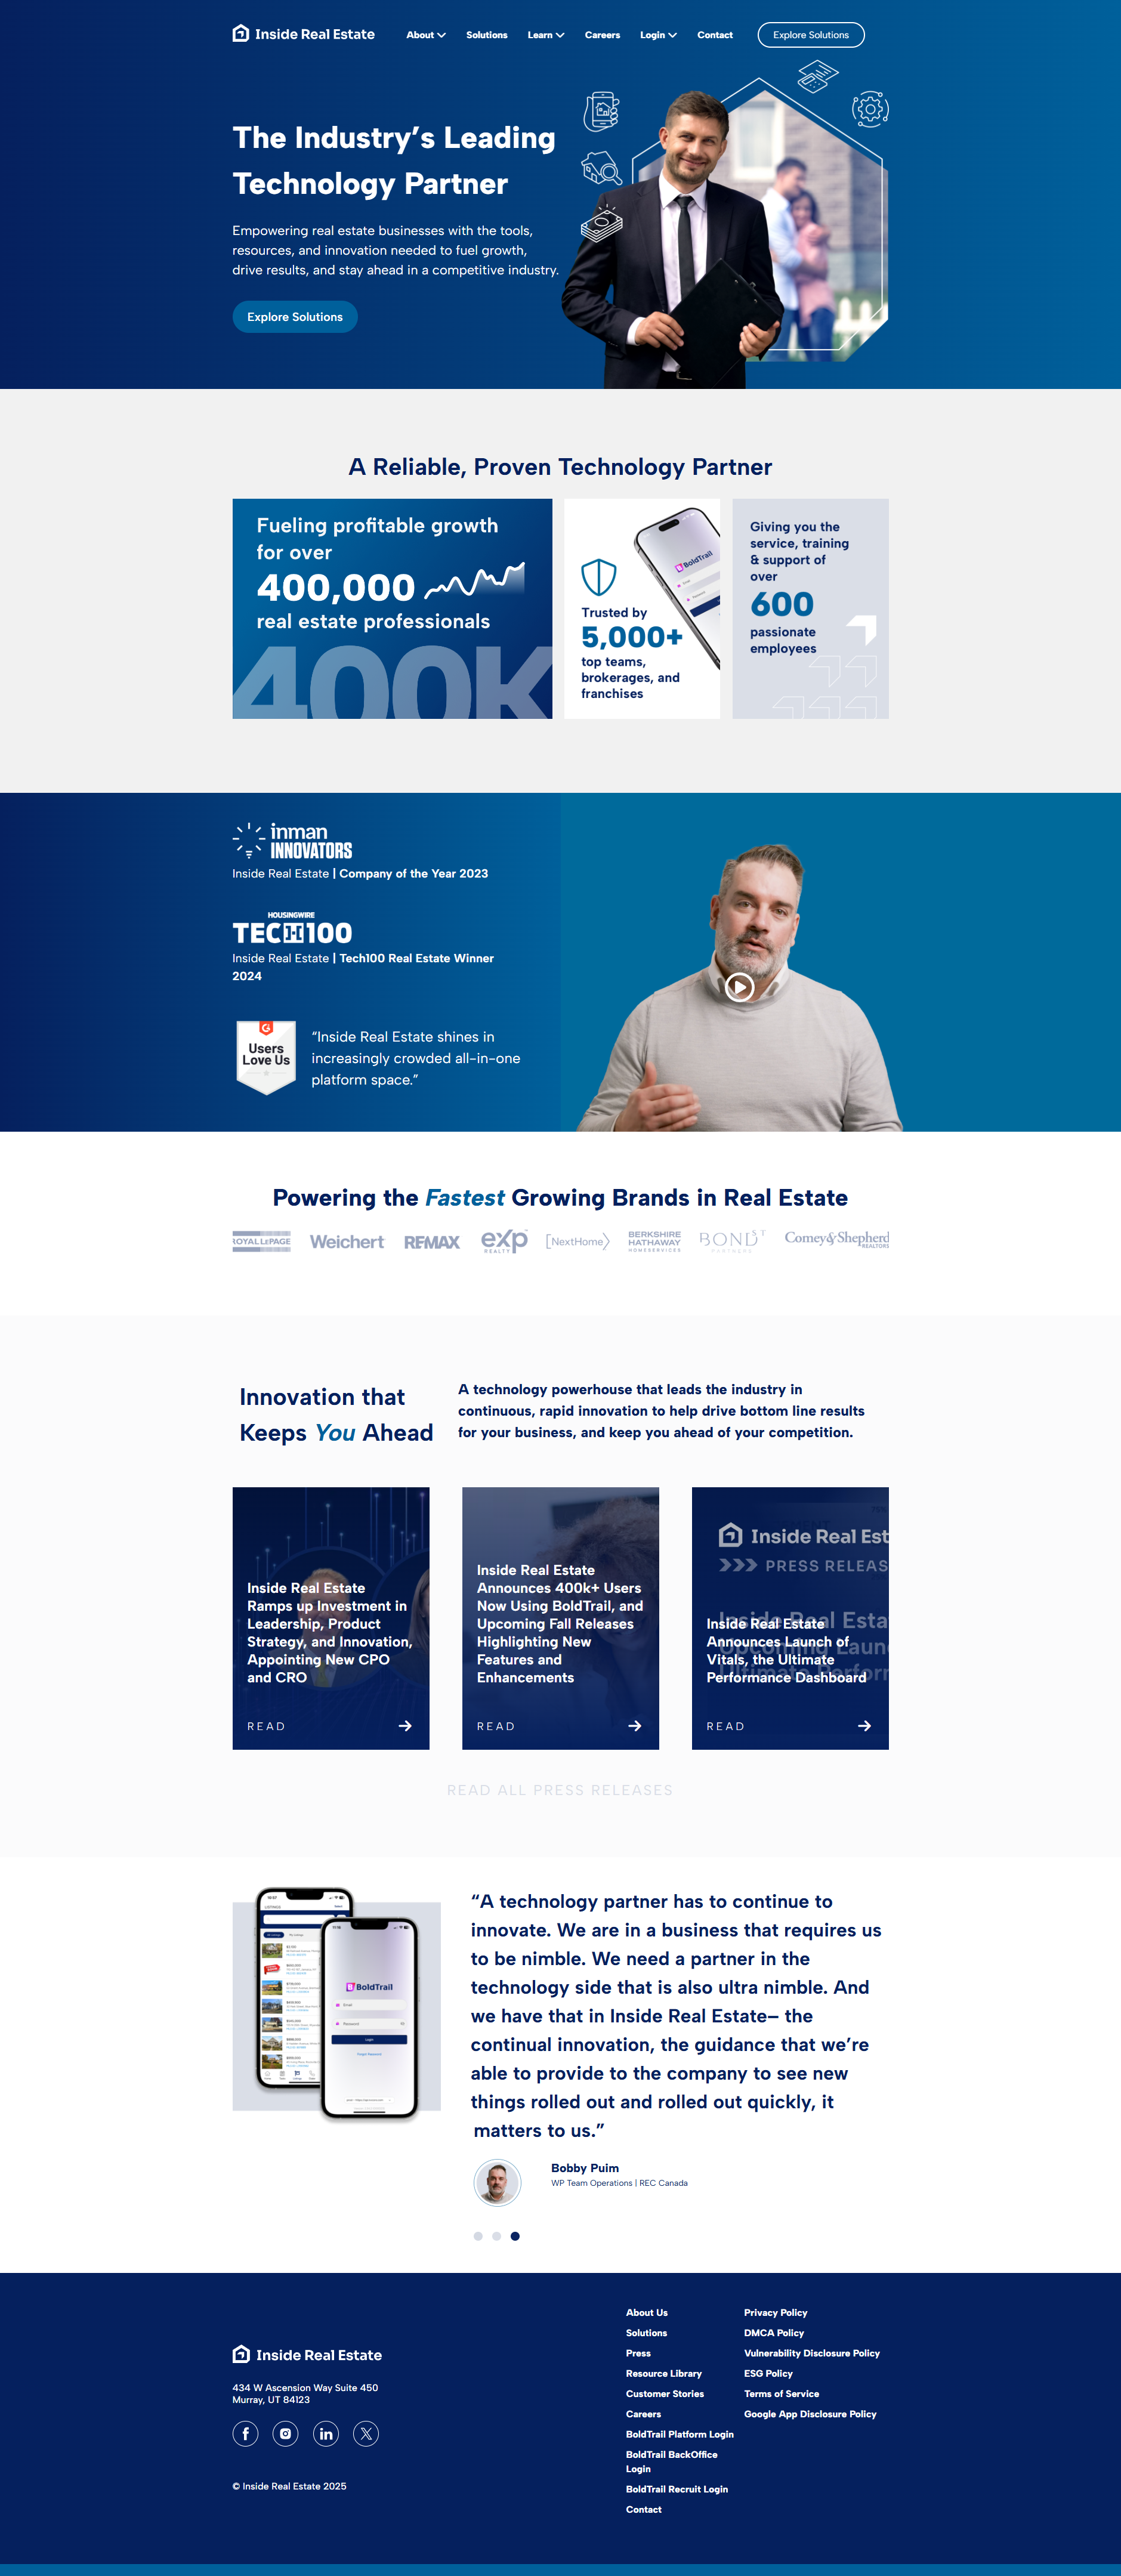 Inside Real Estate
About
Solutions
Learn
Careers
Login
Contact
Explore Solutions
The Industry’s Leading
Technology Partner
Empowering real estate businesses with the tools,
resources, and innovation needed to fuel growth,
drive results, and stay ahead in a competitive industry.
Explore Solutions
A Reliable, Proven Technology Partner
Fueling profitable growth
for over
400,000
real estate professionals
400K
BoldTrail
Trusted by
5,000+
top teams,
brokerages, and
franchises
Giving you the
service, training
& support of
over
600
passionate
employees
inman
INNOVATORS
Inside Real Estate | Company of the Year 2023
HOUSINGWIRE
TECH100
Inside Real Estate | Tech100 Real Estate Winner
2024
Users
Love Us
“Inside Real Estate shines in
increasingly crowded all-in-one
platform space.”
Powering the Fastest Growing Brands in Real Estate
ROYAL LEPAGE
Weichert
RE/MAX
eXp
REALTY
[NextHome]
BERKSHIRE
HATHAWAY
HOMESERVICES
BOND ST
PARTNERS
Comey & Shepherd
REALTORS
Innovation that
Keeps You Ahead
A technology powerhouse that leads the industry in
continuous, rapid innovation to help drive bottom line results
for your business, and keep you ahead of your competition.
Inside Real Estate
Ramps up Investment in
Leadership, Product
Strategy, and Innovation,
Appointing New CPO
and CRO
READ
Inside Real Estate
Announces 400k+ Users
Now Using BoldTrail, and
Upcoming Fall Releases
Highlighting New
Features and
Enhancements
READ
Inside Real Est
PRESS RELEAS
Inside Real Esta
Upcoming Laun
Ultimate Perfor
Inside Real Estate
Announces Launch of
Vitals, the Ultimate
Performance Dashboard
READ
READ ALL PRESS RELEASES
BoldTrail
Email
Password
Login
“A technology partner has to continue to
innovate. We are in a business that requires us
to be nimble. We need a partner in the
technology side that is also ultra nimble. And
we have that in Inside Real Estate– the
continual innovation, the guidance that we’re
able to provide to the company to see new
things rolled out and rolled out quickly, it
matters to us.”
Bobby Puim
WP Team Operations | REC Canada
Inside Real Estate
434 W Ascension Way Suite 450
Murray, UT 84123
© Inside Real Estate 2025
About Us
Solutions
Press
Resource Library
Customer Stories
Careers
BoldTrail Platform Login
BoldTrail BackOffice
Login
BoldTrail Recruit Login
Contact
Privacy Policy
DMCA Policy
Vulnerability Disclosure Policy
ESG Policy
Terms of Service
Google App Disclosure Policy